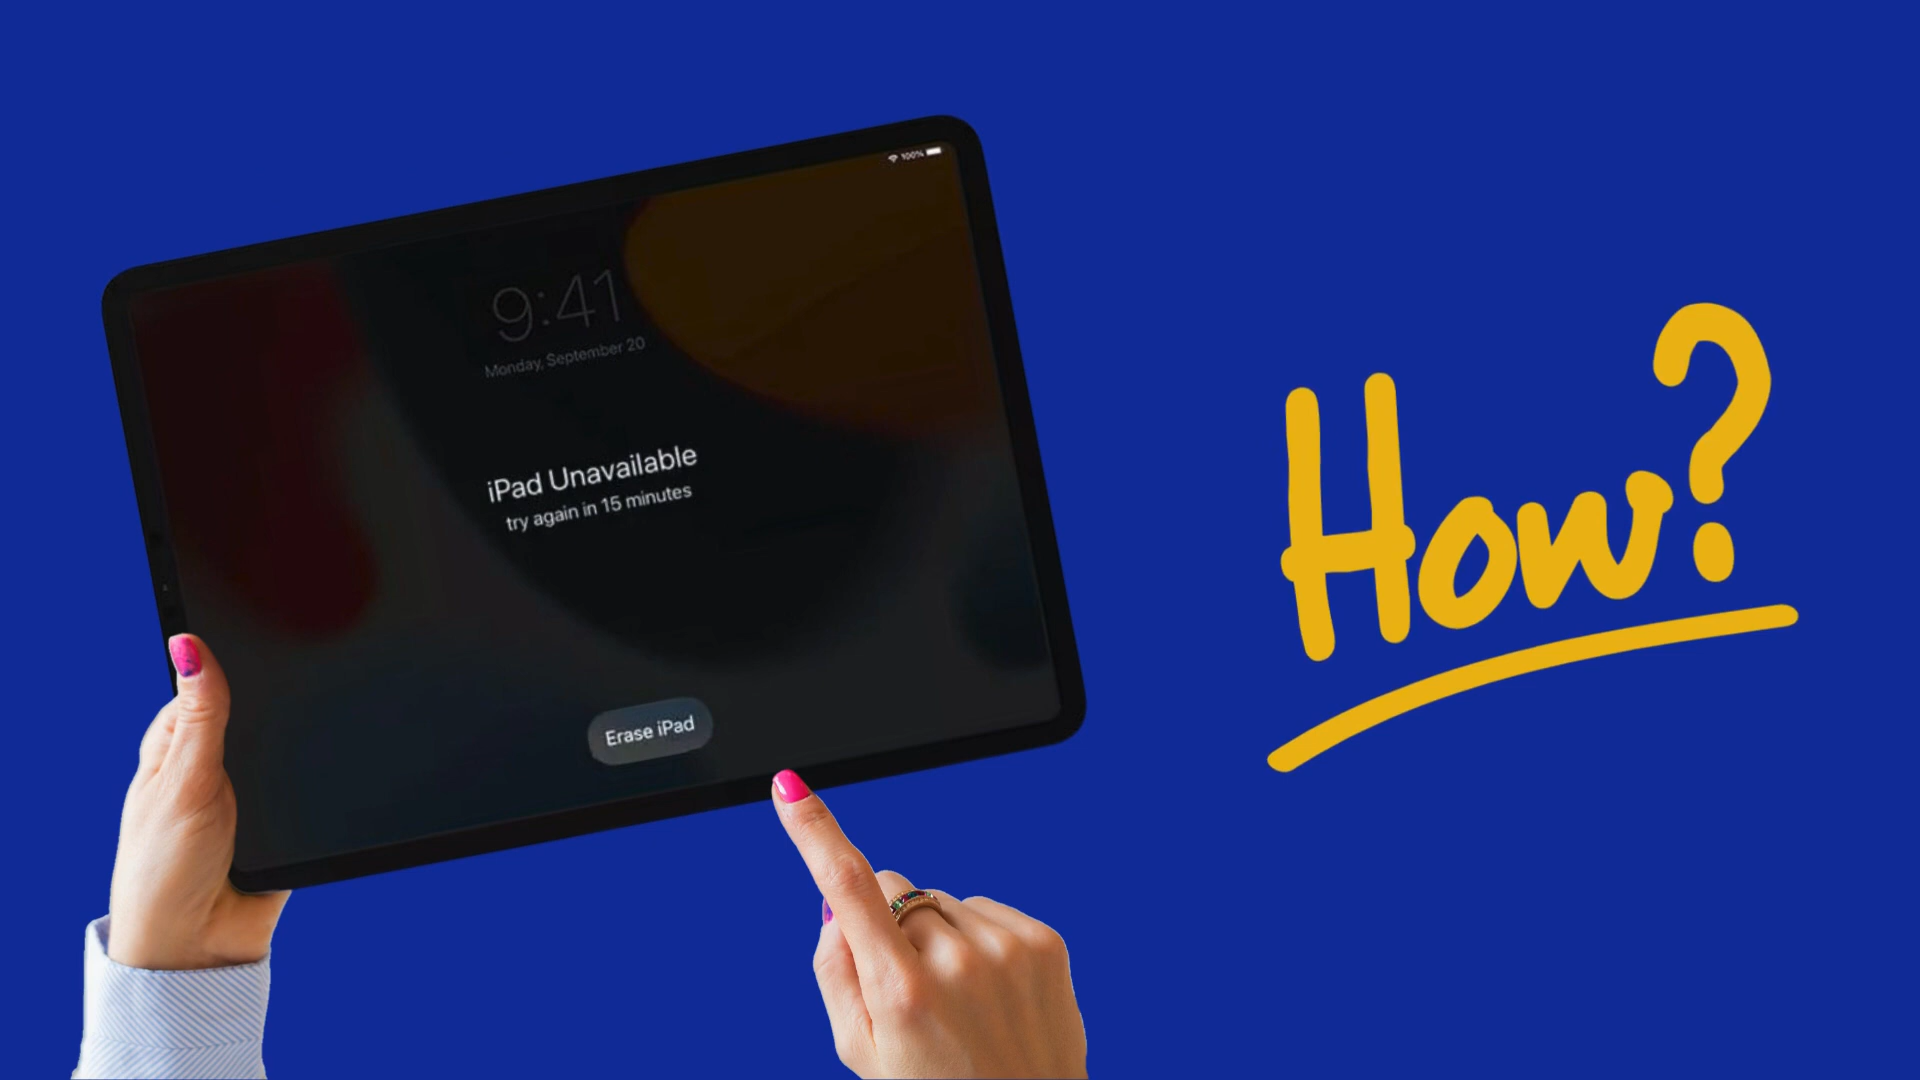 100%
9:41
Monday, September 20
iPad Unavailable
try again in 15 minutes
Erase iPad
How?